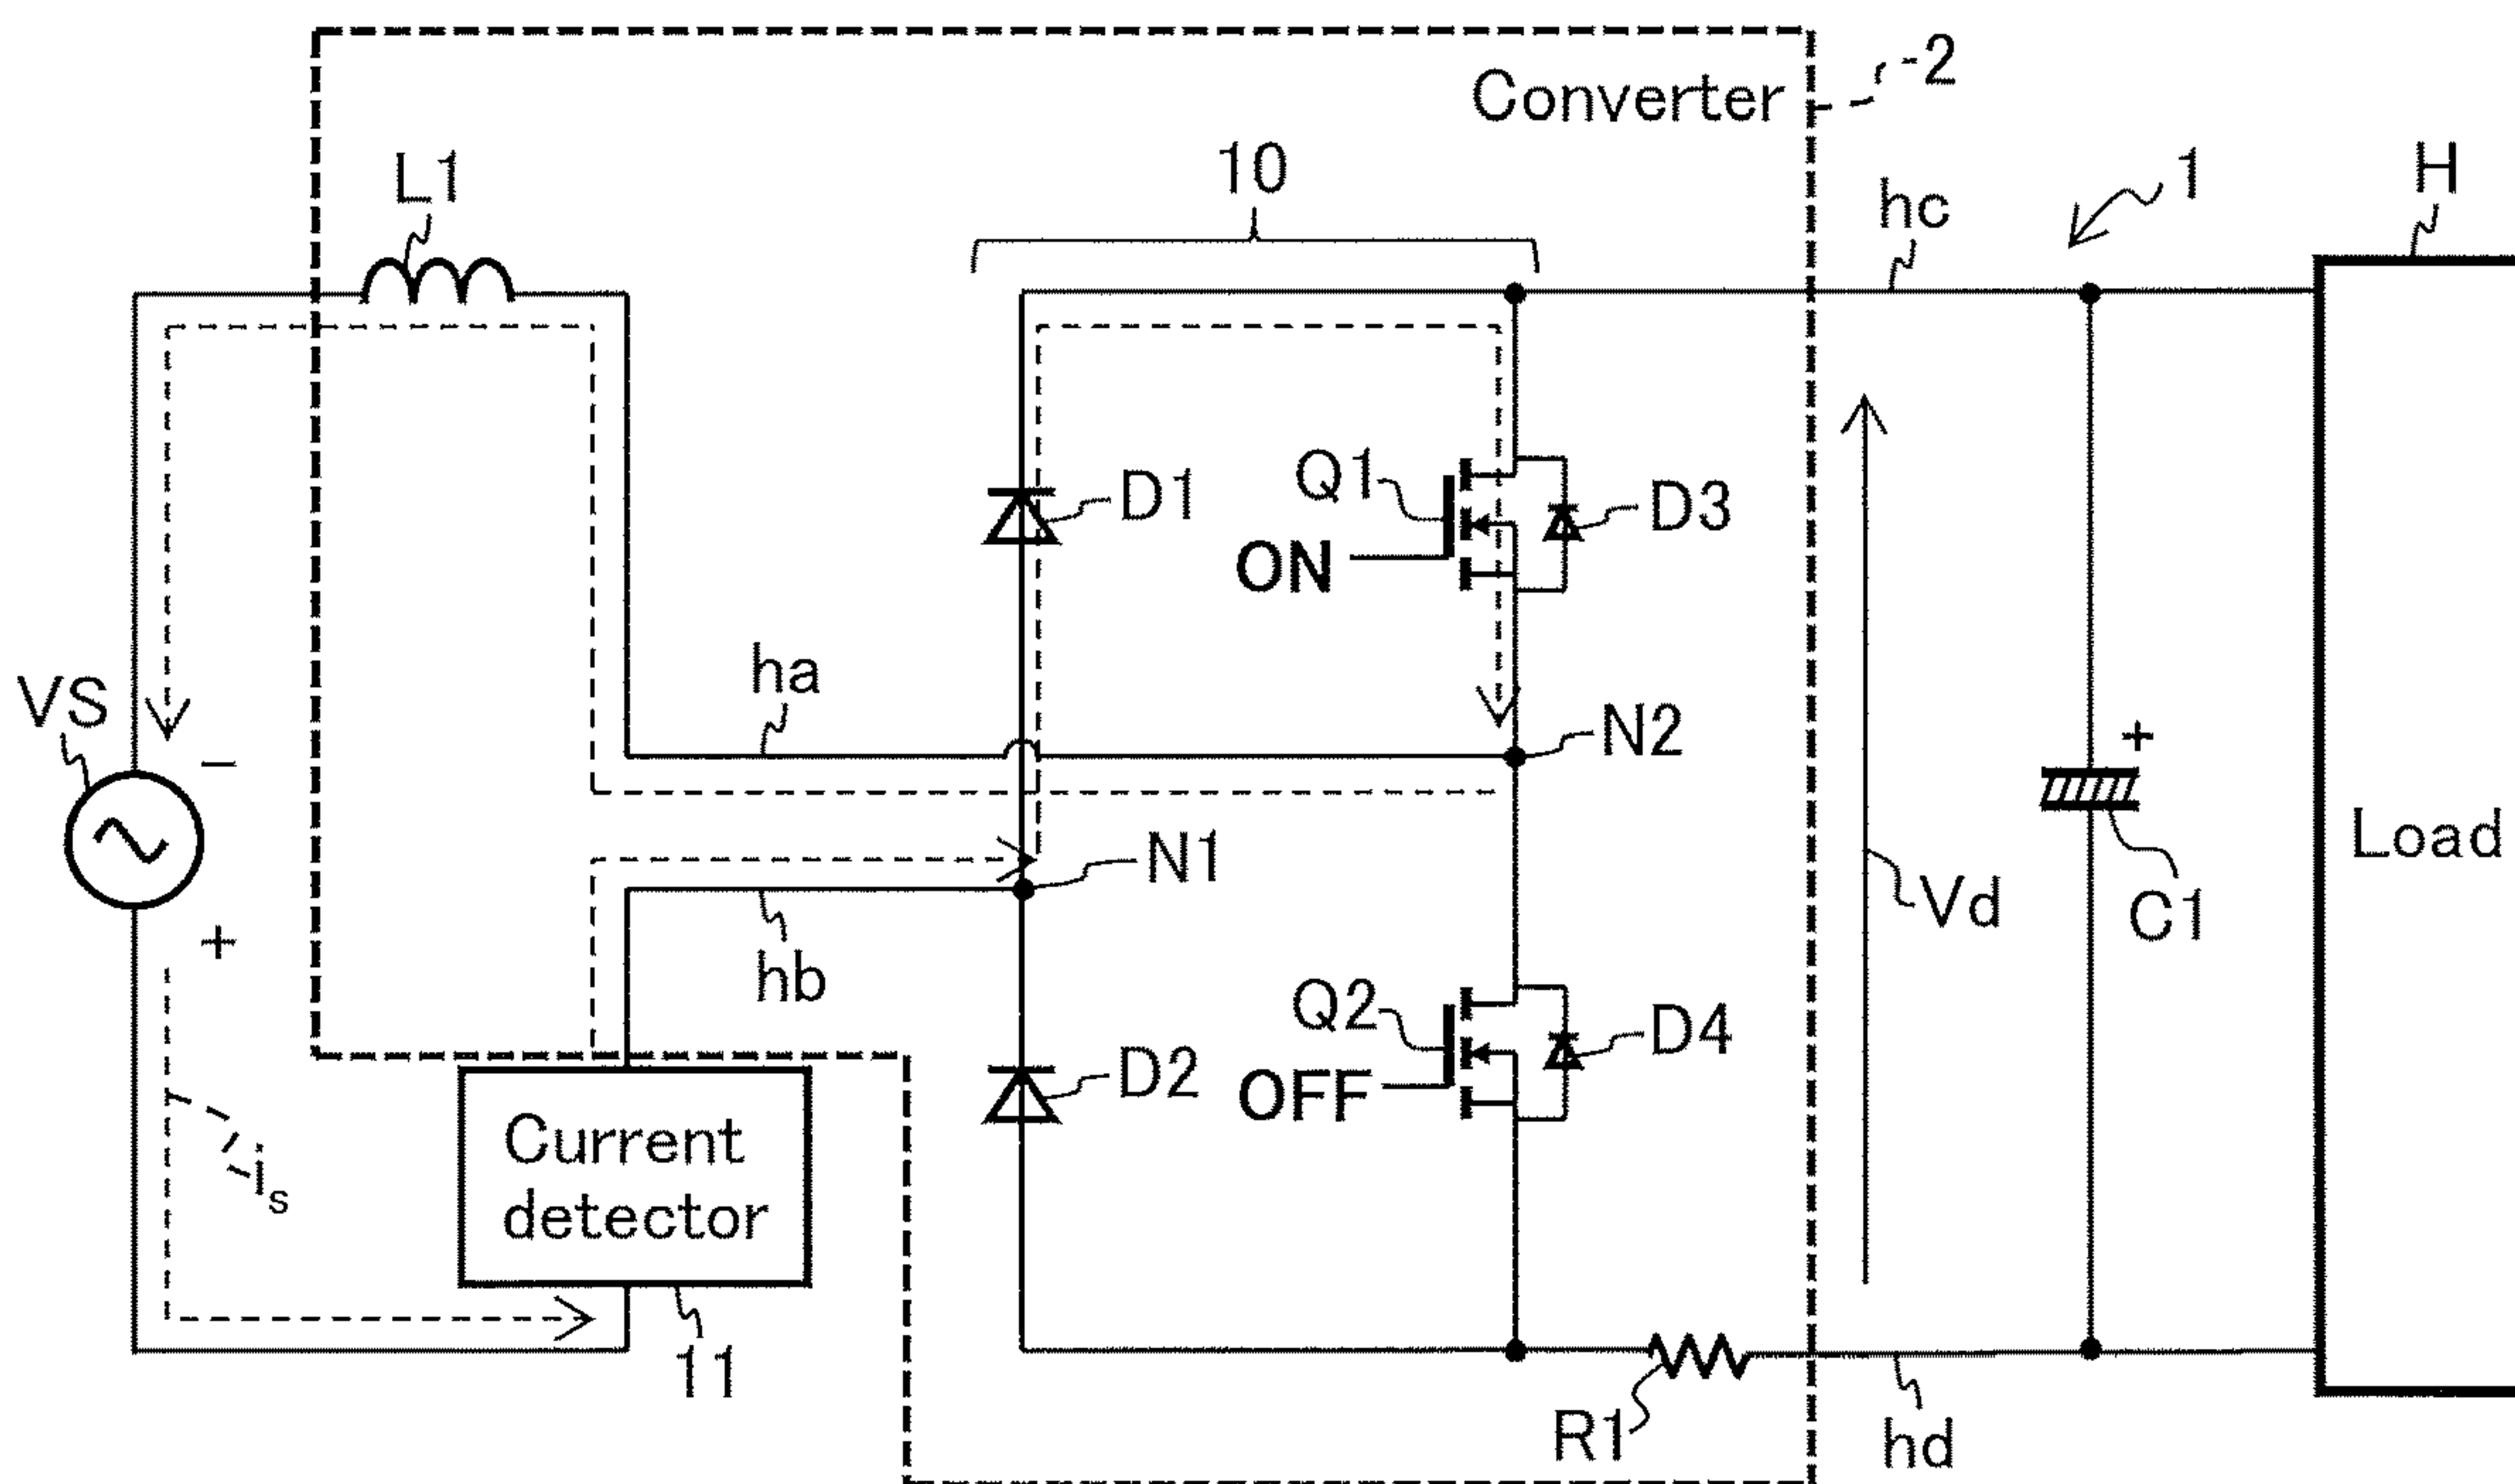 Converter
2
L1
10
hc
1
H
D1
Q1
ON
D3
ha
VS
−
N2
+
N1
Load
+
Vd
C1
hb
Q2
OFF
D4
D2
Current
detector
is
11
R1
hd